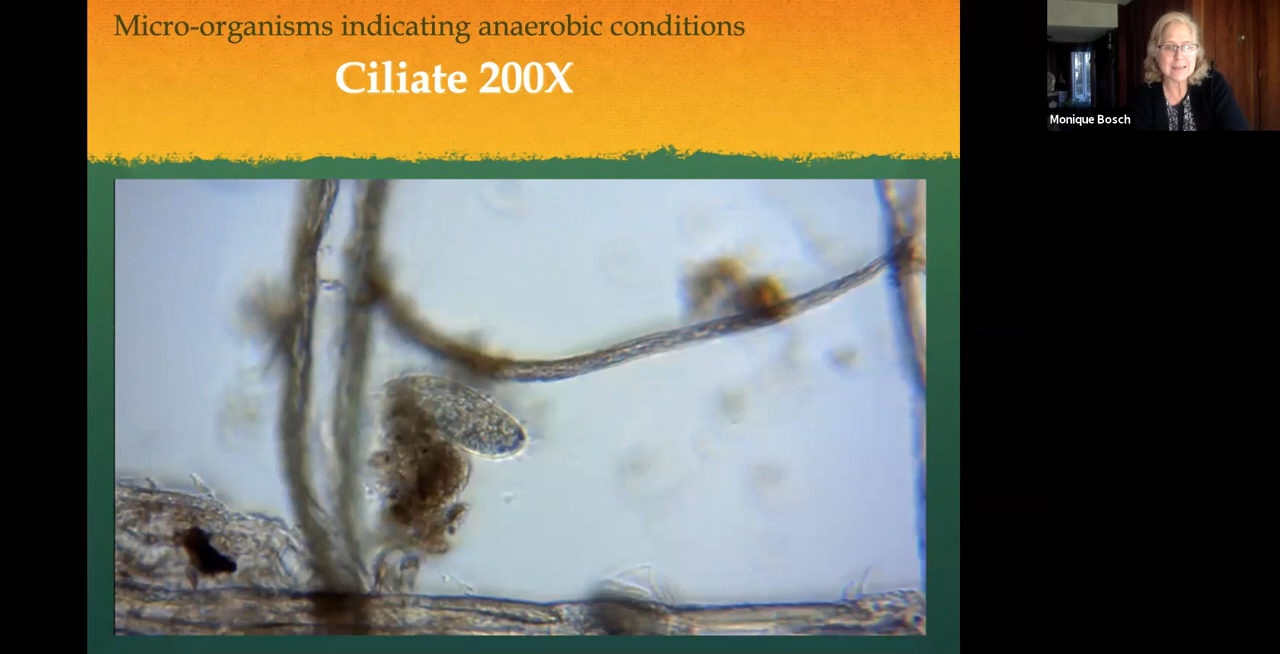 Micro-organisms indicating anaerobic conditions
Ciliate 200X
Monique Bosch